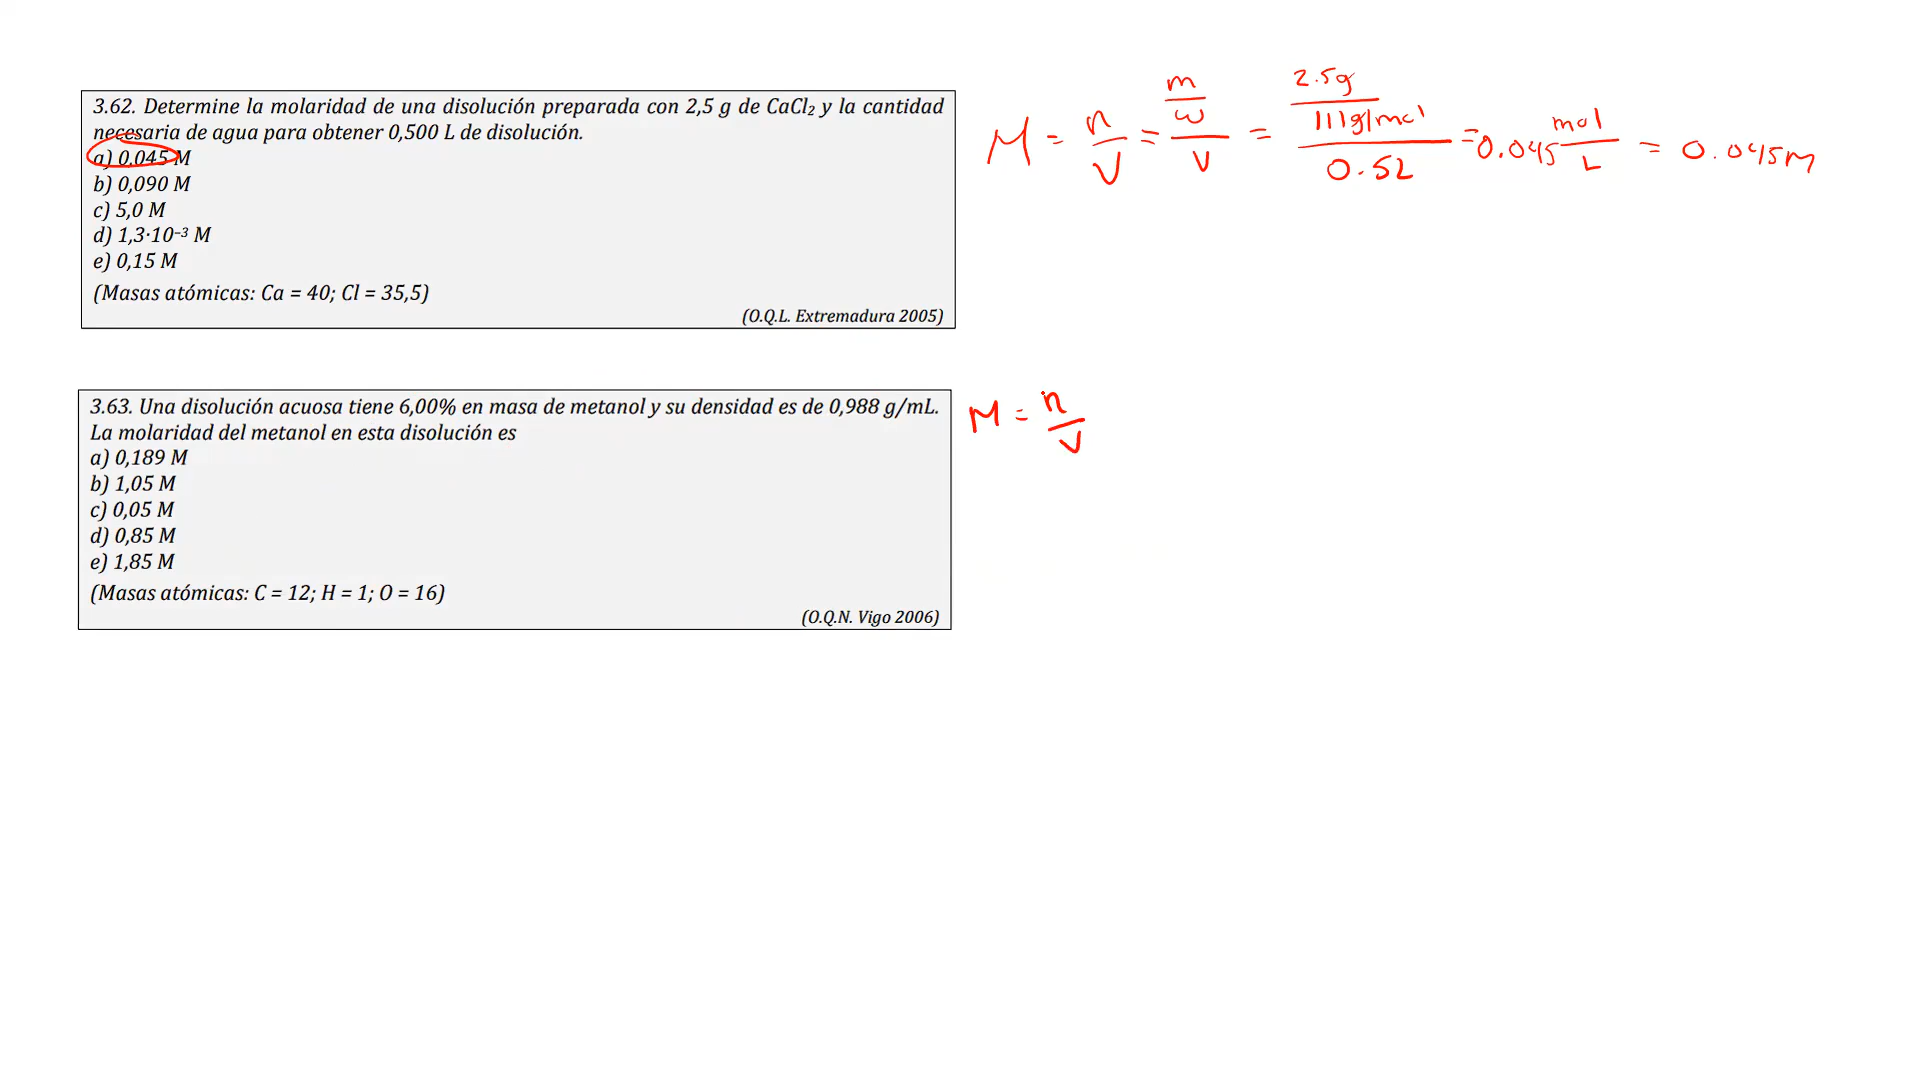 3.62. Determine la molaridad de una disolución preparada con 2,5 g de CaCl₂ y la cantidad
necesaria de agua para obtener 0,500 L de disolución.
a) 0,045 M
b) 0,090 M
c) 5,0 M
d) 1,3·10⁻³ M
e) 0,15 M
(Masas atómicas: Ca = 40; Cl = 35,5)
(O.Q.L. Extremadura 2005)
M = n/V = (m/w)/V = (2.5g/111g/mol)/0.5L = 0.045 mol/L = 0.045M
3.63. Una disolución acuosa tiene 6,00% en masa de metanol y su densidad es de 0,988 g/mL.
La molaridad del metanol en esta disolución es
a) 0,189 M
b) 1,05 M
c) 0,05 M
d) 0,85 M
e) 1,85 M
(Masas atómicas: C = 12; H = 1; O = 16)
(O.Q.N. Vigo 2006)
M = n/V